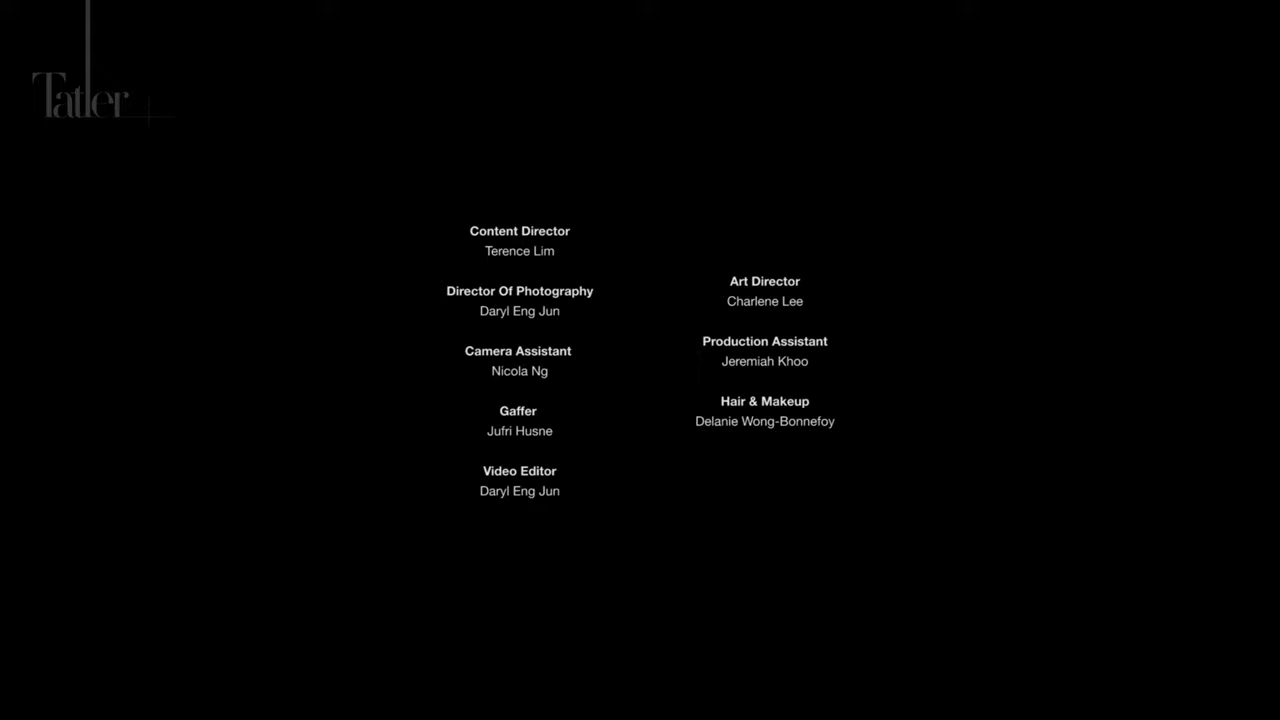 Tatler
Content Director
Terence Lim
Director Of Photography
Daryl Eng Jun
Camera Assistant
Nicola Ng
Gaffer
Jufri Husne
Video Editor
Daryl Eng Jun
Art Director
Charlene Lee
Production Assistant
Jeremiah Khoo
Hair & Makeup
Delanie Wong-Bonnefoy